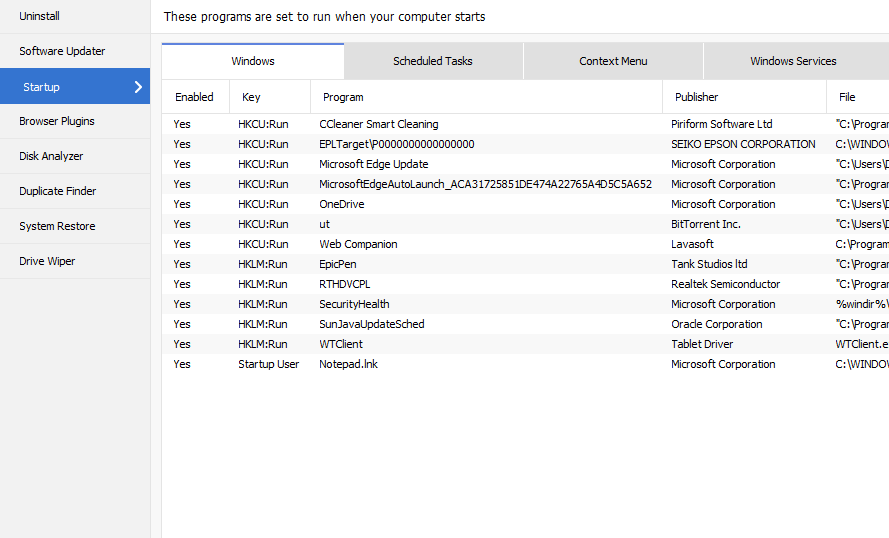 Uninstall
Software Updater
Startup
Browser Plugins
Disk Analyzer
Duplicate Finder
System Restore
Drive Wiper
These programs are set to run when your computer starts
Windows Scheduled Tasks Context Menu Windows Services
Enabled Key Program Publisher File
Yes HKCU:Run CCleaner Smart Cleaning Piriform Software Ltd "C:\Program
Yes HKCU:Run EPLTarget\P0000000000000000 SEIKO EPSON CORPORATION C:\WINDOW
Yes HKCU:Run Microsoft Edge Update Microsoft Corporation "C:\Users\D
Yes HKCU:Run MicrosoftEdgeAutoLaunch_ACA31725851DE474A22765A4D5C5A652 Microsoft Corporation "C:\Program
Yes HKCU:Run OneDrive Microsoft Corporation "C:\Users\D
Yes HKCU:Run ut BitTorrent Inc. "C:\Users\D
Yes HKCU:Run Web Companion Lavasoft C:\Program
Yes HKLM:Run EpicPen Tank Studios ltd "C:\Program
Yes HKLM:Run RTHDVCPL Realtek Semiconductor "C:\Program
Yes HKLM:Run SecurityHealth Microsoft Corporation %windir%\
Yes HKLM:Run SunJavaUpdateSched Oracle Corporation "C:\Program
Yes HKLM:Run WTClient Tablet Driver WTClient.e
Yes Startup User Notepad.lnk Microsoft Corporation C:\WINDOW